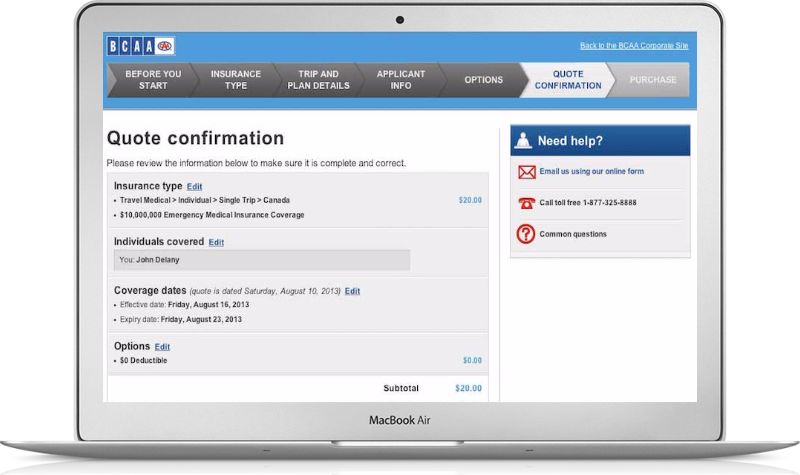 BCAA
Back to the BCAA Corporate Site
BEFORE YOU START
INSURANCE TYPE
TRIP AND PLAN DETAILS
APPLICANT INFO
OPTIONS
QUOTE CONFIRMATION
PURCHASE
Quote confirmation
Please review the information below to make sure it is complete and correct.
Insurance type Edit
• Travel Medical > Individual > Single Trip > Canada $20.00
• $10,000,000 Emergency Medical Insurance Coverage
Individuals covered Edit
You: John Delany
Coverage dates (quote is dated Saturday, August 10, 2013) Edit
• Effective date: Friday, August 16, 2013
• Expiry date: Friday, August 23, 2013
Options Edit
• $0 Deductible $0.00
Subtotal $20.00
Need help?
Email us using our online form
Call toll free 1-877-325-8888
Common questions
MacBook Air